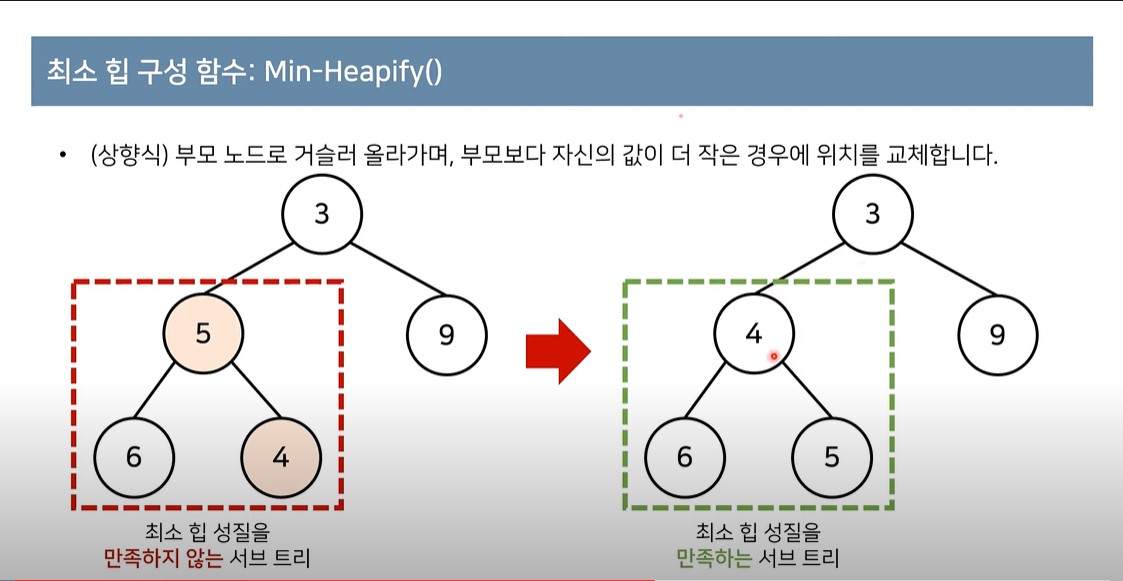 최소 힙 구성 함수: Min-Heapify()
• (상향식) 부모 노드로 거슬러 올라가며, 부모보다 자신의 값이 더 작은 경우에 위치를 교체합니다.
3
5
9
6
4
최소 힙 성질을
만족하지 않는 서브 트리
3
4
9
6
5
최소 힙 성질을
만족하는 서브 트리